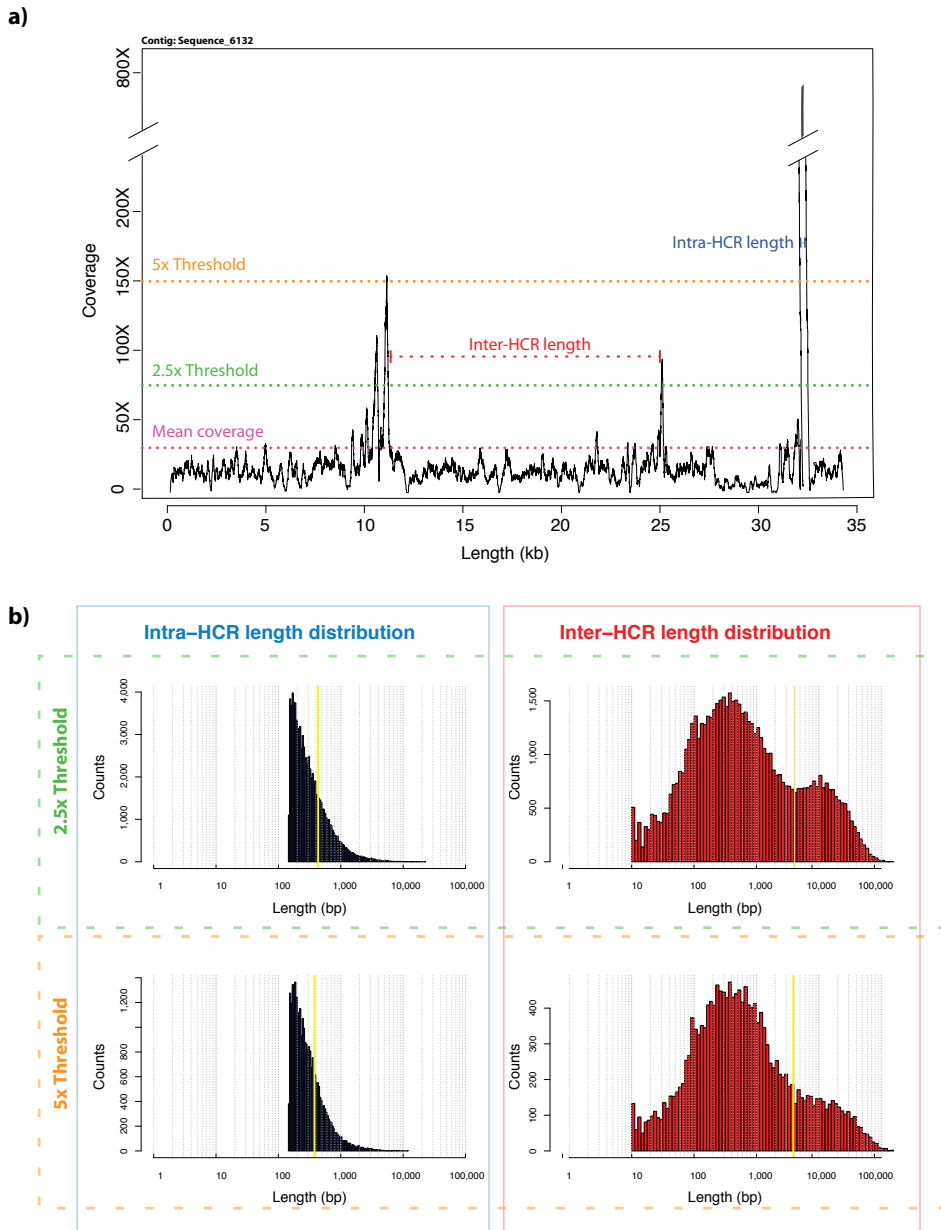 a)
Contig: Sequence_6132
800X
200X
150X
100X
50X
0
Coverage
5x Threshold
2.5x Threshold
Mean coverage
Inter-HCR length
Intra-HCR length
0 5 10 15 20 25 30 35
Length (kb)
b)
Intra–HCR length distribution
Inter–HCR length distribution
2.5x Threshold
Counts
4,000
3,000
2,000
1,000
0
1 10 100 1,000 10,000 100,000
Length (bp)
Counts
1,500
1,000
500
0
1 10 100 1,000 10,000 100,000
Length (bp)
5x Threshold
Counts
1,200
800
600
400
200
0
1 10 100 1,000 10,000 100,000
Length (bp)
Counts
400
300
200
100
0
1 10 100 1,000 10,000 100,000
Length (bp)